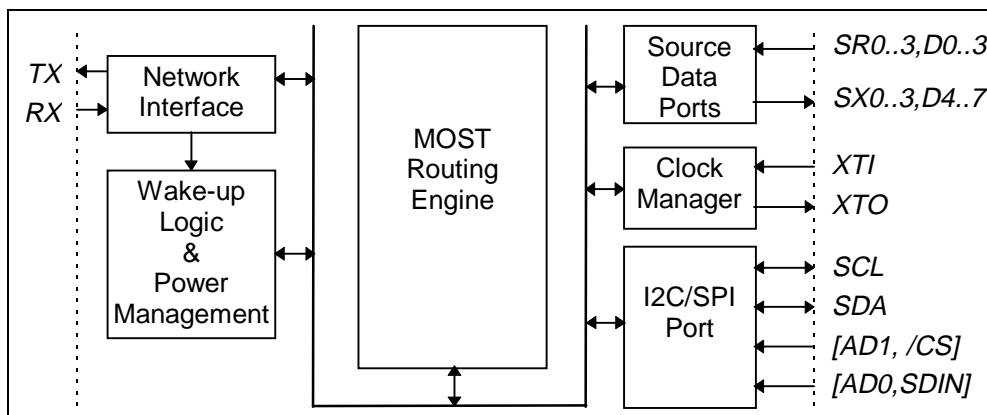 TX
RX
Network
Interface
Wake-up
Logic
&
Power
Management
MOST
Routing
Engine
Source
Data
Ports
SR0..3,D0..3
SX0..3,D4..7
Clock
Manager
XTI
XTO
I2C/SPI
Port
SCL
SDA
[AD1, /CS]
[AD0,SDIN]